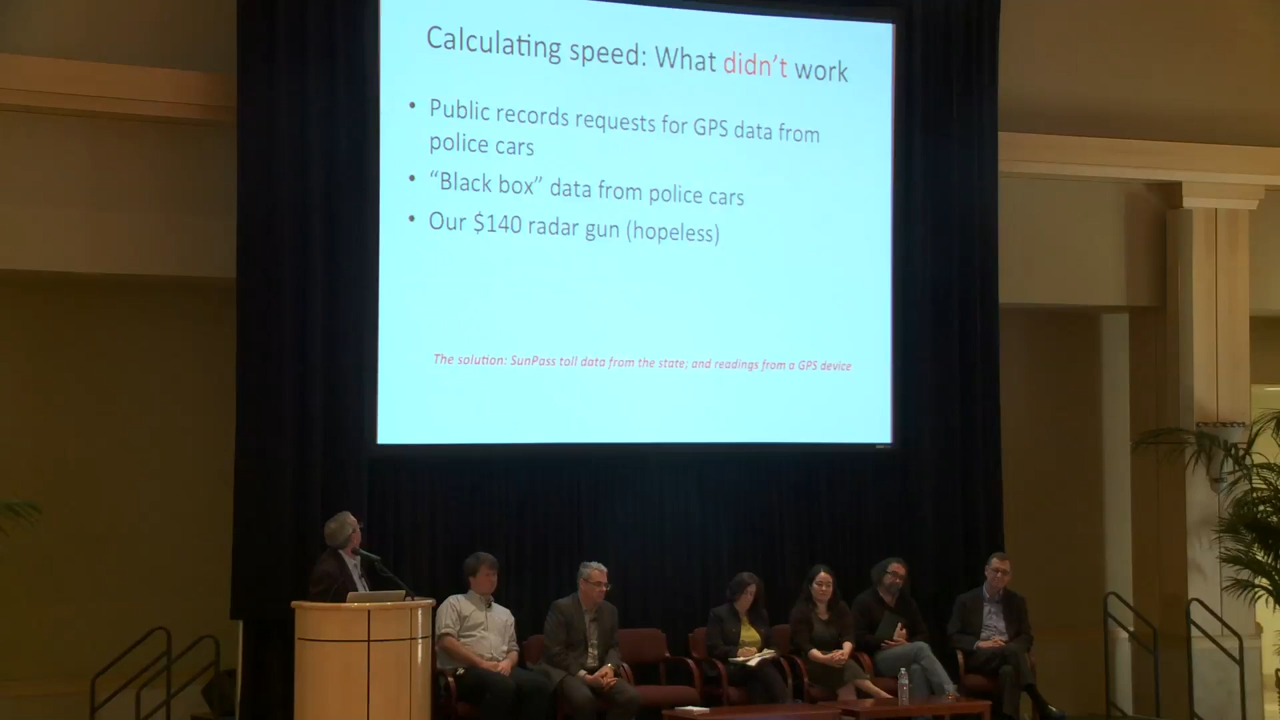 Calculating speed: What didn't work
• Public records requests for GPS data from
police cars
• “Black box” data from police cars
• Our $140 radar gun (hopeless)
The solution: SunPass toll data from the state; and readings from a GPS device